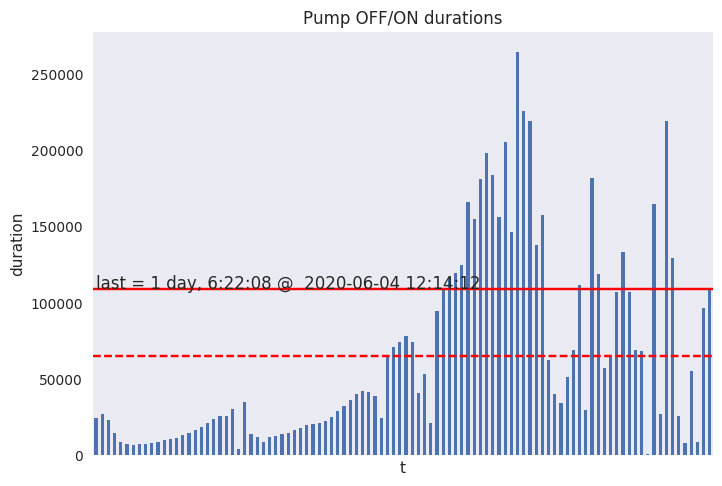 Pump OFF/ON durations
250000
200000
150000
100000
50000
0
duration
last = 1 day, 6:22:08 @  2020-06-04 12:14:12
t